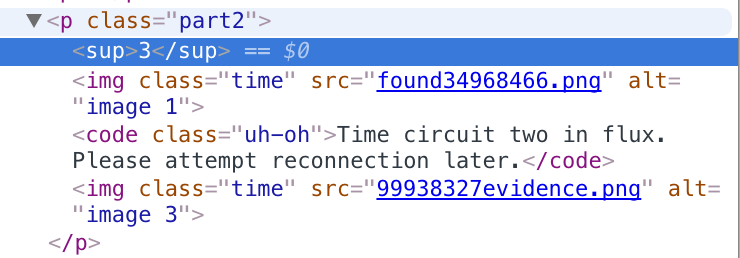 ▼<p class="part2">
<sup>3</sup> == $0
<img class="time" src="found34968466.png" alt=
"image 1">
<code class="uh-oh">Time circuit two in flux.
Please attempt reconnection later.</code>
<img class="time" src="99938327evidence.png" alt=
"image 3">
</p>